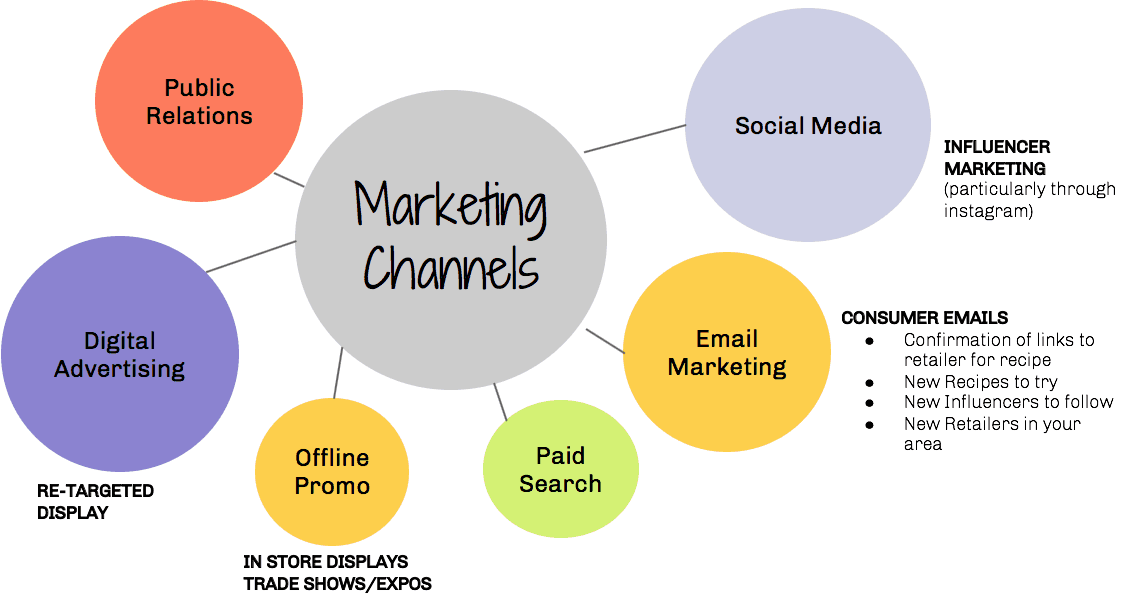 Public
Relations
Social Media
INFLUENCER
MARKETING
(particularly through
instagram)
Marketing
Channels
Digital
Advertising
RE-TARGETED
DISPLAY
Email
Marketing
CONSUMER EMAILS
● Confirmation of links to
retailer for recipe
● New Recipes to try
● New Influencers to follow
● New Retailers in your
area
Offline
Promo
IN STORE DISPLAYS
TRADE SHOWS/EXPOS
Paid
Search